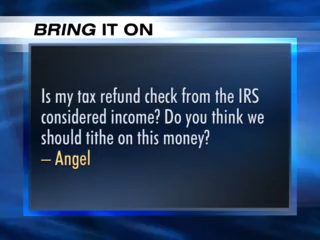 BRING IT ON
Is my tax refund check from the IRS
considered income? Do you think we
should tithe on this money?
– Angel